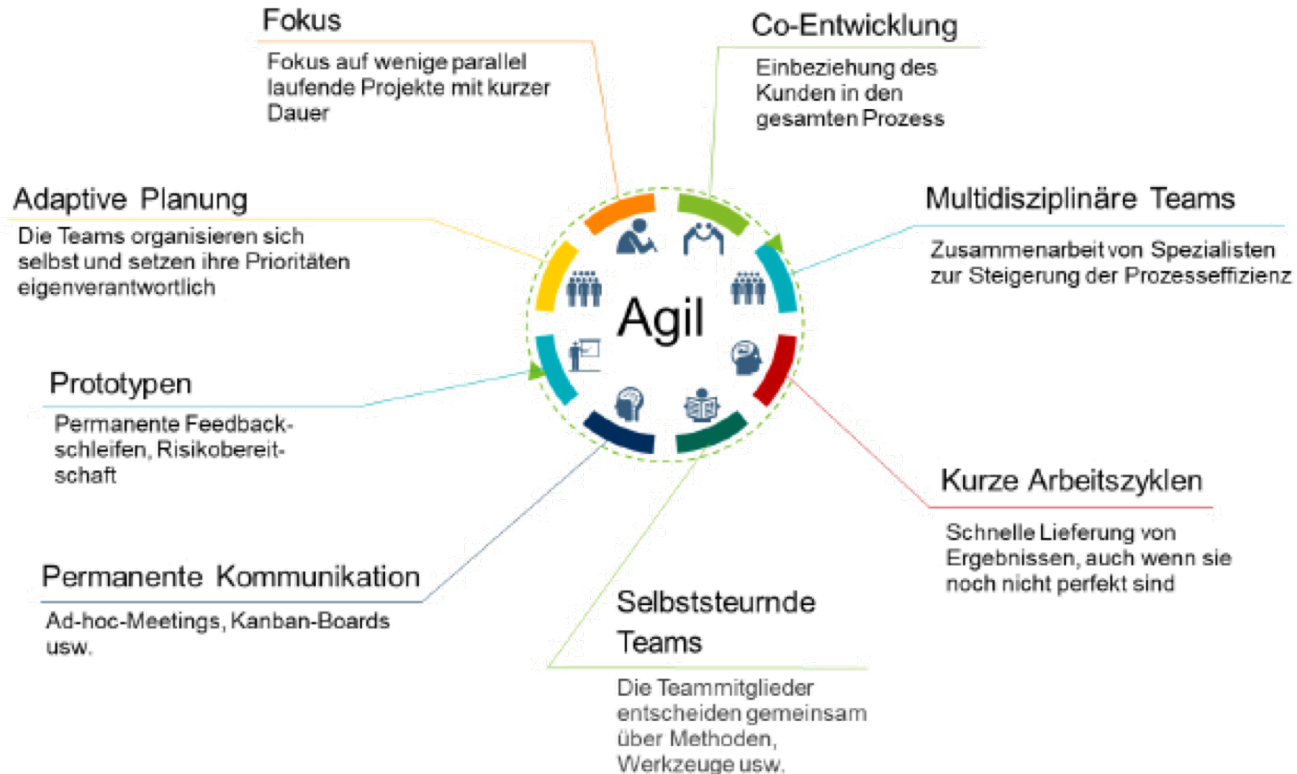 Fokus
Fokus auf wenige parallel
laufende Projekte mit kurzer
Dauer
Co-Entwicklung
Einbeziehung des
Kunden in den
gesamten Prozess
Adaptive Planung
Die Teams organisieren sich
selbst und setzen ihre Prioritäten
eigenverantwortlich
Multidisziplinäre Teams
Zusammenarbeit von Spezialisten
zur Steigerung der Prozesseffizienz
Agil
Prototypen
Permanente Feedback-
schleifen, Risikobereit-
schaft
Kurze Arbeitszyklen
Schnelle Lieferung von
Ergebnissen, auch wenn sie
noch nicht perfekt sind
Permanente Kommunikation
Ad-hoc-Meetings, Kanban-Boards
usw.
Selbststeurnde
Teams
Die Teammitglieder
entscheiden gemeinsam
über Methoden,
Werkzeuge usw.